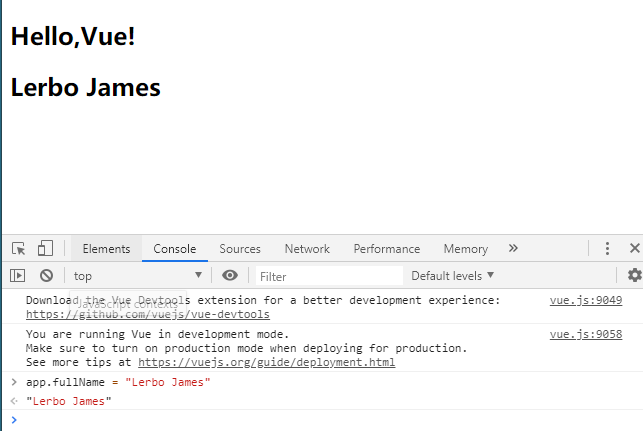 Hello,Vue!
Lerbo James
Elements Console Sources Network Performance Memory »
top Filter Default levels
Download the Vue Devtools extension for a better development experience: vue.js:9049
JavaScript contexts
https://github.com/vuejs/vue-devtools
You are running Vue in development mode. vue.js:9058
Make sure to turn on production mode when deploying for production.
See more tips at https://vuejs.org/guide/deployment.html
> app.fullName = "Lerbo James"
"Lerbo James"
>